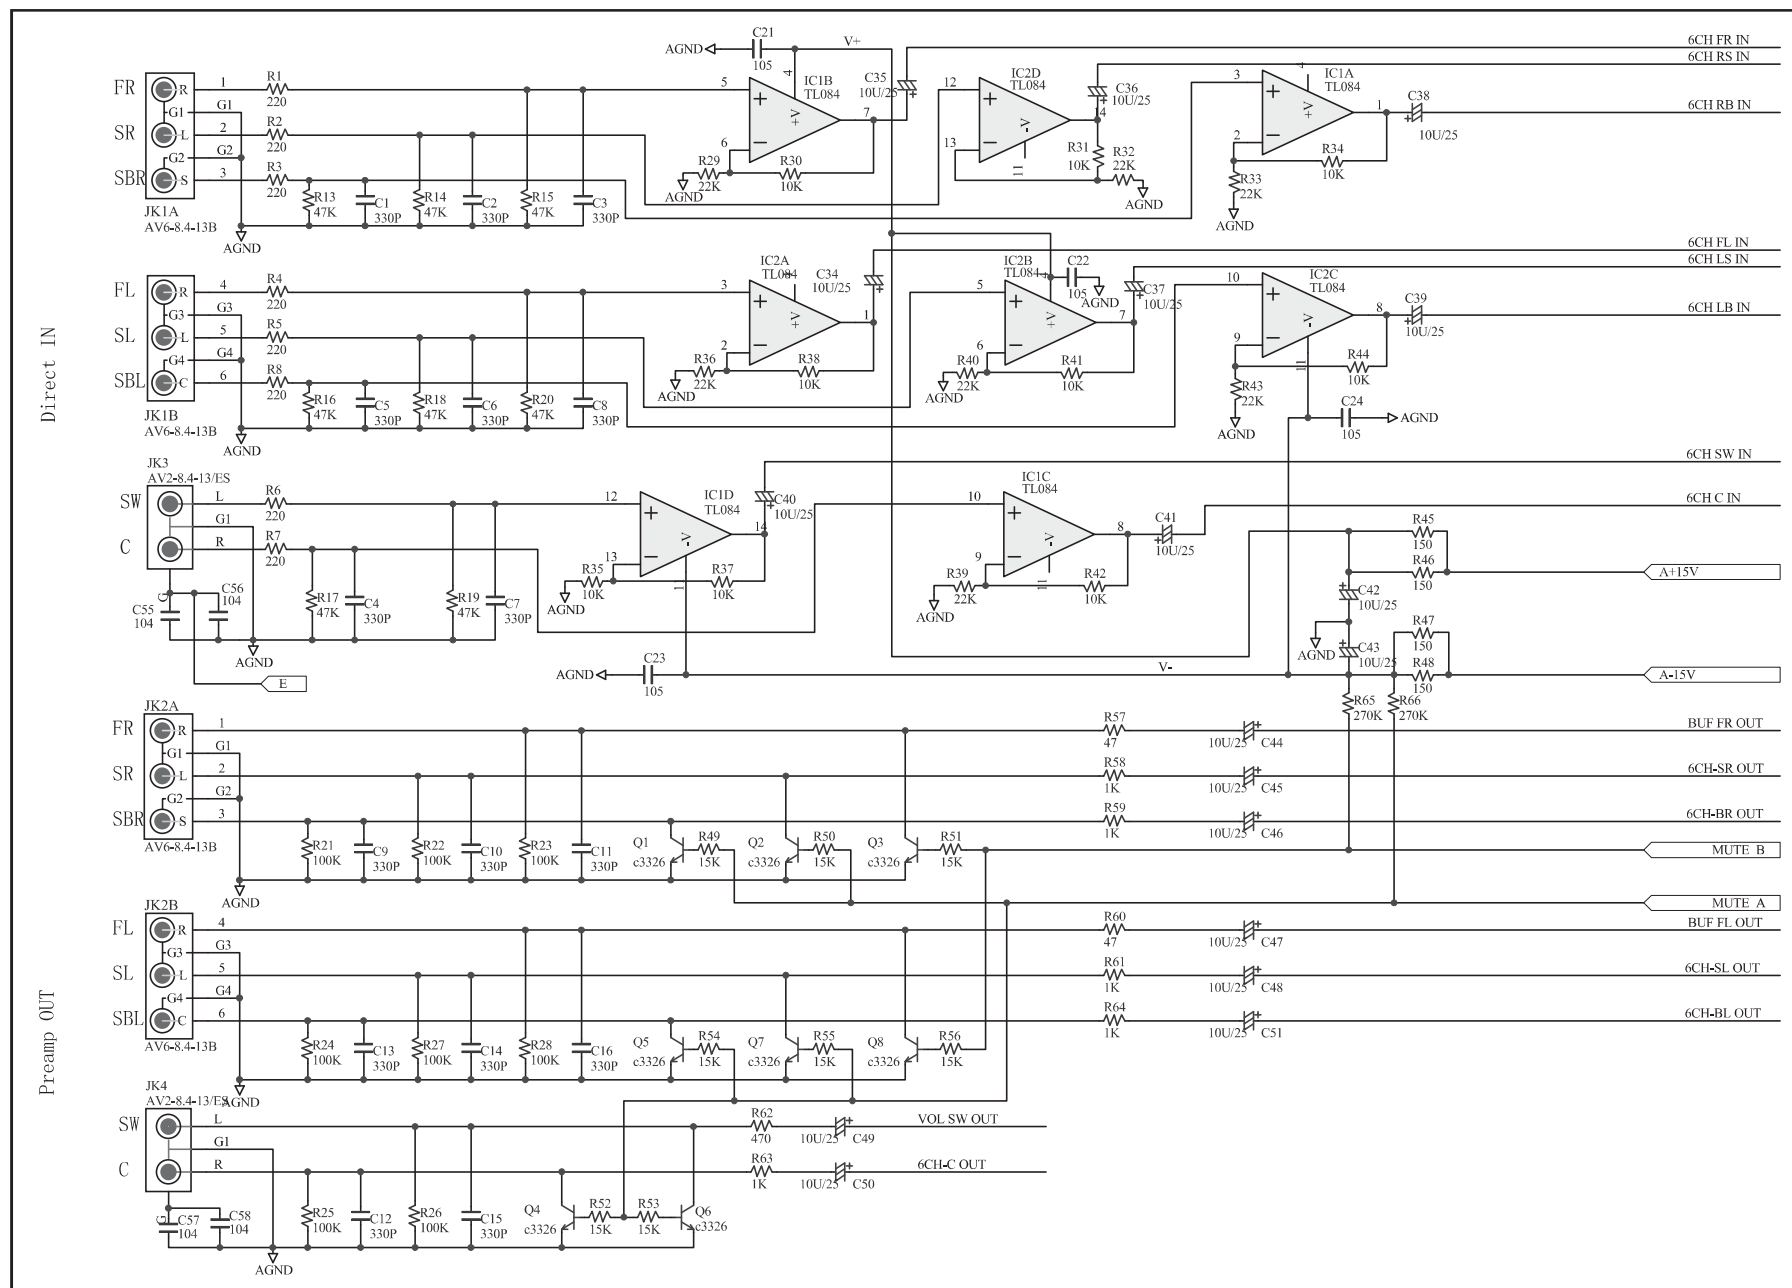 Direct IN
Preamp OUT
AGND
C21
105
V+
6CH FR IN
6CH RS IN
6CH RB IN
FR
SR
SBR
R
G1
L
G2
S
JK1A
AV6-8.4-13B
1
G1
2
G2
3
R1
220
R2
220
R3
220
R13
47K
C1
330P
R14
47K
C2
330P
R15
47K
C3
330P
AGND
5
6
7
4
+V
IC1B
TL084
R29
22K
R30
10K
AGND
C35
10U/25
12
13
14
11
-V
IC2D
TL084
C36
10U/25
R31
10K
R32
22K
AGND
3
2
1
4
+V
IC1A
TL084
C38
10U/25
R33
22K
R34
10K
AGND
6CH FL IN
6CH LS IN
6CH LB IN
FL
SL
SBL
R
G3
L
G4
C
JK1B
AV6-8.4-13B
4
G3
5
G4
6
R4
220
R5
220
R8
220
R16
47K
C5
330P
R18
47K
C6
330P
R20
47K
C8
330P
AGND
3
2
1
4
+V
IC2A
TL084
C34
10U/25
R36
22K
R38
10K
AGND
5
6
7
4
+V
IC2B
TL084
C22
105
AGND
C37
10U/25
R40
22K
R41
10K
AGND
10
9
8
11
-V
IC2C
TL084
C39
10U/25
R43
22K
R44
10K
AGND
C24
105
AGND
6CH SW IN
6CH C IN
JK3
AV2-8.4-13/ES
SW
C
L
G1
R
G
R6
220
R7
220
C55
104
C56
104
R17
47K
C4
330P
R19
47K
C7
330P
AGND
E
12
13
14
11
-V
IC1D
TL084
C40
10U/25
R35
10K
R37
10K
AGND
10
9
8
11
-V
IC1C
TL084
C41
10U/25
R39
22K
R42
10K
AGND
AGND
C23
105
V-
R45
150
R46
150
A+15V
C42
10U/25
AGND
C43
10U/25
R47
150
R48
150
A-15V
R65
270K
R66
270K
JK2A
FR
SR
SBR
R
G1
L
G2
S
AV6-8.4-13B
1
G1
2
G2
3
R21
100K
C9
330P
R22
100K
C10
330P
R23
100K
C11
330P
AGND
Q1
c3326
R49
15K
Q2
c3326
R50
15K
Q3
c3326
R51
15K
R57
47
10U/25
C44
BUF FR OUT
R58
1K
10U/25
C45
6CH-SR OUT
R59
1K
10U/25
C46
6CH-BR OUT
MUTE B
MUTE A
JK2B
FL
SL
SBL
R
G3
L
G4
C
AV6-8.4-13B
4
G3
5
G4
6
R24
100K
C13
330P
R27
100K
C14
330P
R28
100K
C16
330P
AGND
Q5
c3326
R54
15K
Q7
c3326
R55
15K
Q8
c3326
R56
15K
R60
47
10U/25
C47
BUF FL OUT
R61
1K
10U/25
C48
6CH-SL OUT
R64
1K
10U/25
C51
6CH-BL OUT
JK4
AV2-8.4-13/ES
SW
C
L
G1
R
G
C57
104
C58
104
R25
100K
C12
330P
R26
100K
C15
330P
AGND
Q4
c3326
R52
15K
R53
15K
Q6
c3326
R62
470
10U/25
C49
VOL SW OUT
R63
1K
10U/25
C50
6CH-C OUT